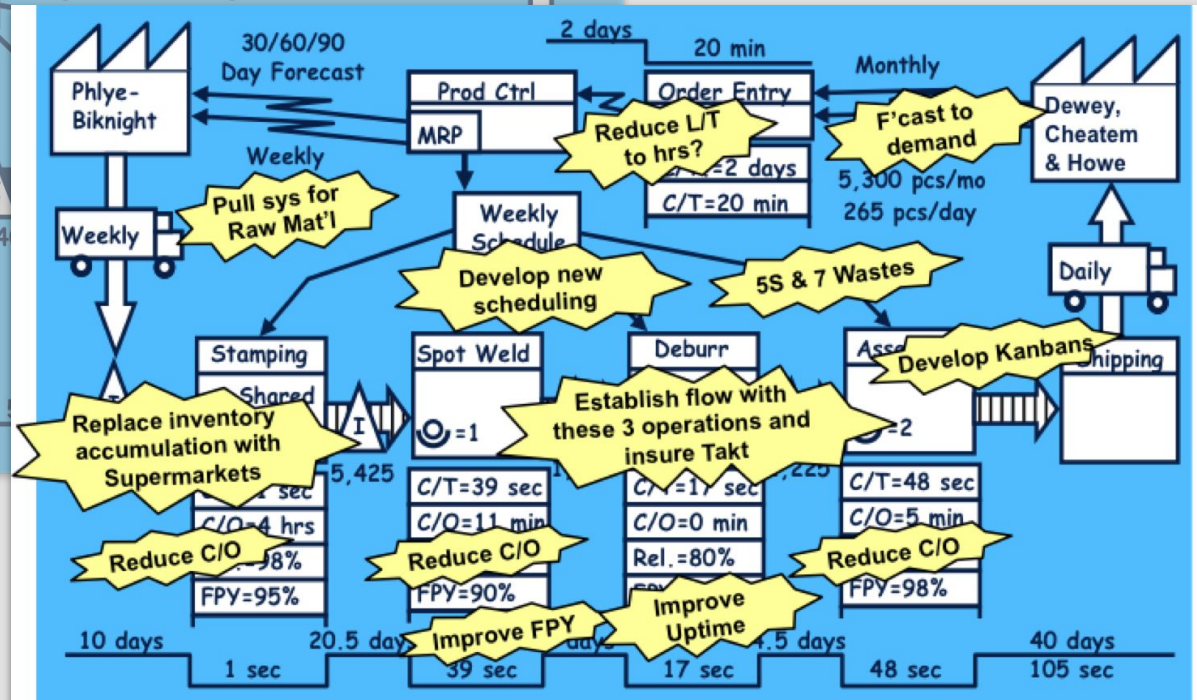 2 days
20 min
30/60/90
Day Forecast
Monthly
Phlye-
Biknight
Prod Ctrl
MRP
Order Entry
Reduce L/T
to hrs?
F'cast to
demand
Dewey,
Cheatem
& Howe
=2 days
C/T=20 min
5,300 pcs/mo
265 pcs/day
Weekly
Pull sys for
Raw Mat'l
Weekly
Weekly
Schedule
Develop new
scheduling
5S & 7 Wastes
Daily
Stamping
Shared
Spot Weld
Deburr
Develop Kanbans
Shipping
Replace inventory
accumulation with
Supermarkets
I
=1
Establish flow with
these 3 operations and
insure Takt
=2
5,425
sec
C/O=4 hrs
98%
FPY=95%
Reduce C/O
C/T=39 sec
C/O=11 min
Reduce C/O
FPY=90%
C/T=17 sec
C/O=0 min
Rel.=80%
C/T=48 sec
C/O=5 min
Reduce C/O
FPY=98%
Improve FPY
Improve
Uptime
10 days
20.5 day
4.5 days
40 days
1 sec
39 sec
17 sec
48 sec
105 sec